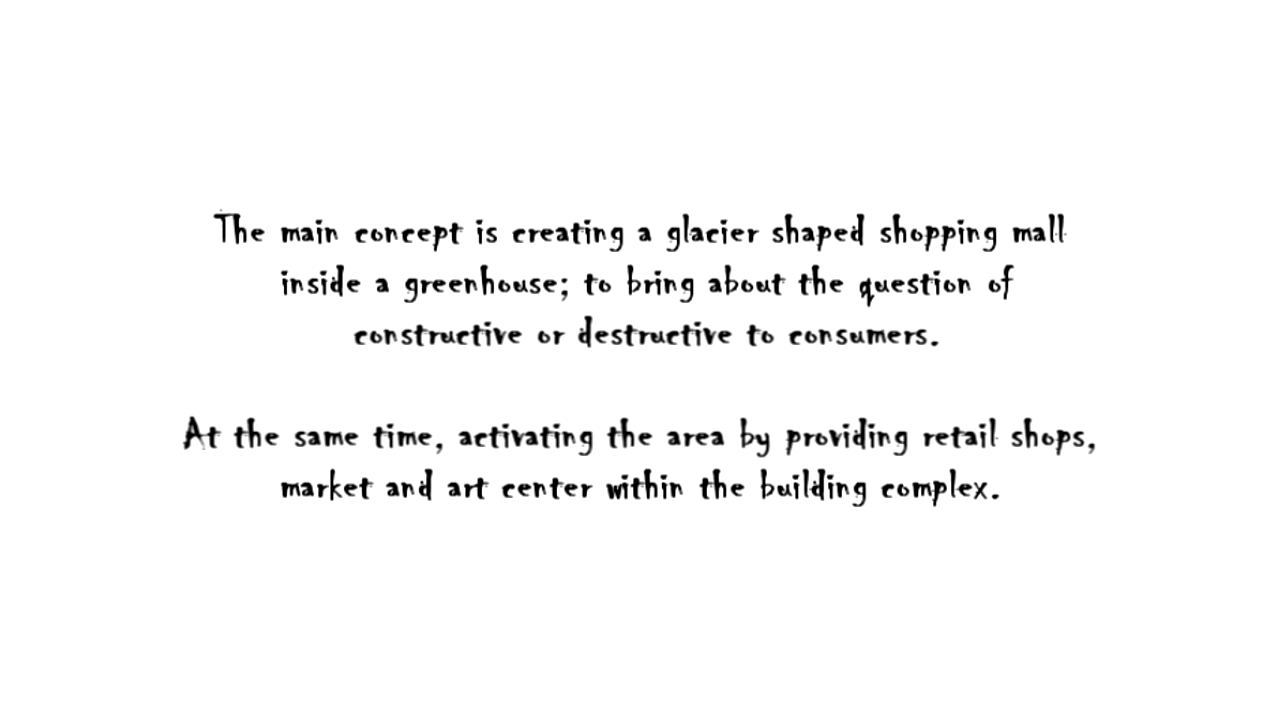 The main concept is creating a glacier shaped shopping mall
inside a greenhouse; to bring about the question of
constructive or destructive to consumers.
At the same time, activating the area by providing retail shops,
market and art center within the building complex.